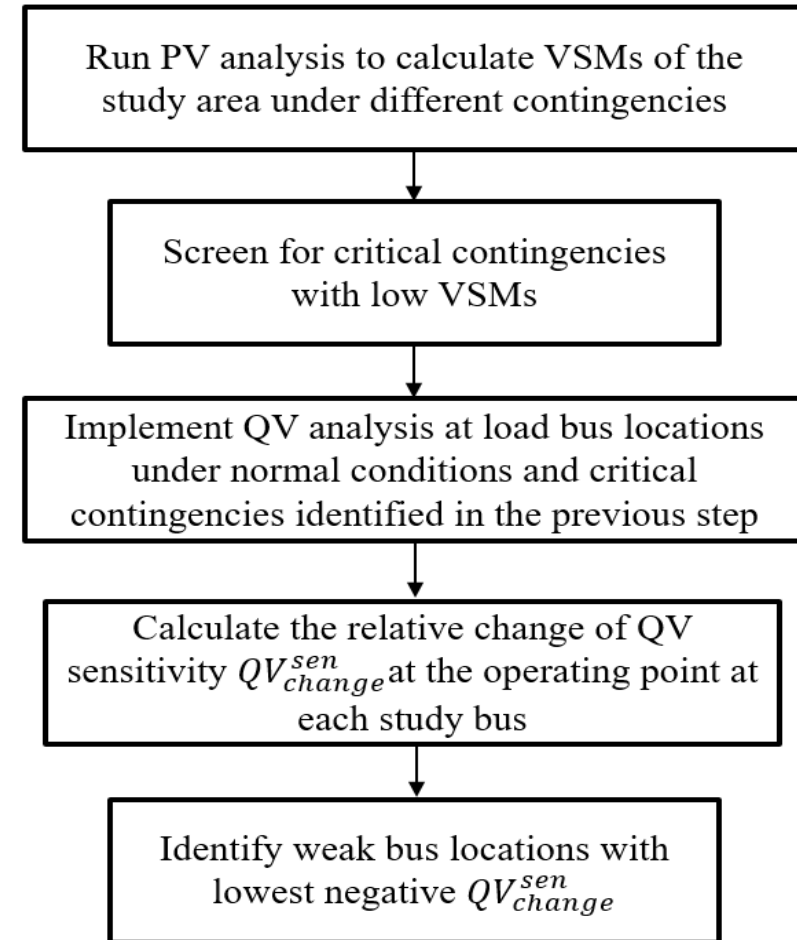 Run PV analysis to calculate VSMs of the
study area under different contingencies
Screen for critical contingencies
with low VSMs
Implement QV analysis at load bus locations
under normal conditions and critical
contingencies identified in the previous step
Calculate the relative change of QV
sensitivity $QV_{change}^{sen}$ at the operating point at
each study bus
Identify weak bus locations with
lowest negative $QV_{change}^{sen}$